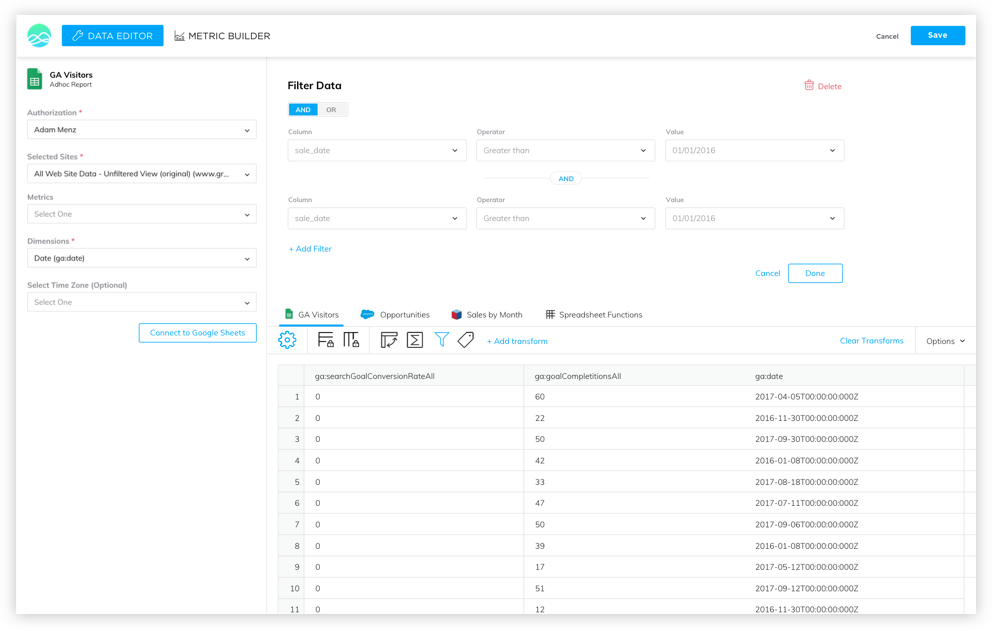 DATA EDITOR
METRIC BUILDER
Cancel
Save
GA Visitors
Adhoc Report
Authorization *
Adam Menz
Selected Sites *
All Web Site Data - Unfiltered View (original) (www.gr...
Metrics
Select One
Dimensions *
Date (ga:date)
Select Time Zone (Optional)
Select One
Connect to Google Sheets
Filter Data
Delete
AND OR
Column Operator Value
sale_date Greater than 01/01/2016
AND
Column Operator Value
sale_date Greater than 01/01/2016
+ Add Filter
Cancel Done
GA Visitors Opportunities Sales by Month Spreadsheet Functions
+ Add transform Clear Transforms Options
ga:searchGoalConversionRateAll ga:goalCompletitionsAll ga:date
1 0 60 2017-04-05T00:00:00:000Z
2 0 22 2016-11-30T00:00:00:000Z
3 0 50 2017-09-30T00:00:00:000Z
4 0 42 2016-01-08T00:00:00:000Z
5 0 33 2017-08-18T00:00:00:000Z
6 0 47 2017-07-11T00:00:00:000Z
7 0 50 2017-09-06T00:00:00:000Z
8 0 39 2016-01-08T00:00:00:000Z
9 0 17 2017-05-12T00:00:00:000Z
10 0 51 2017-09-12T00:00:00:000Z
11 0 12 2016-11-30T00:00:00:000Z